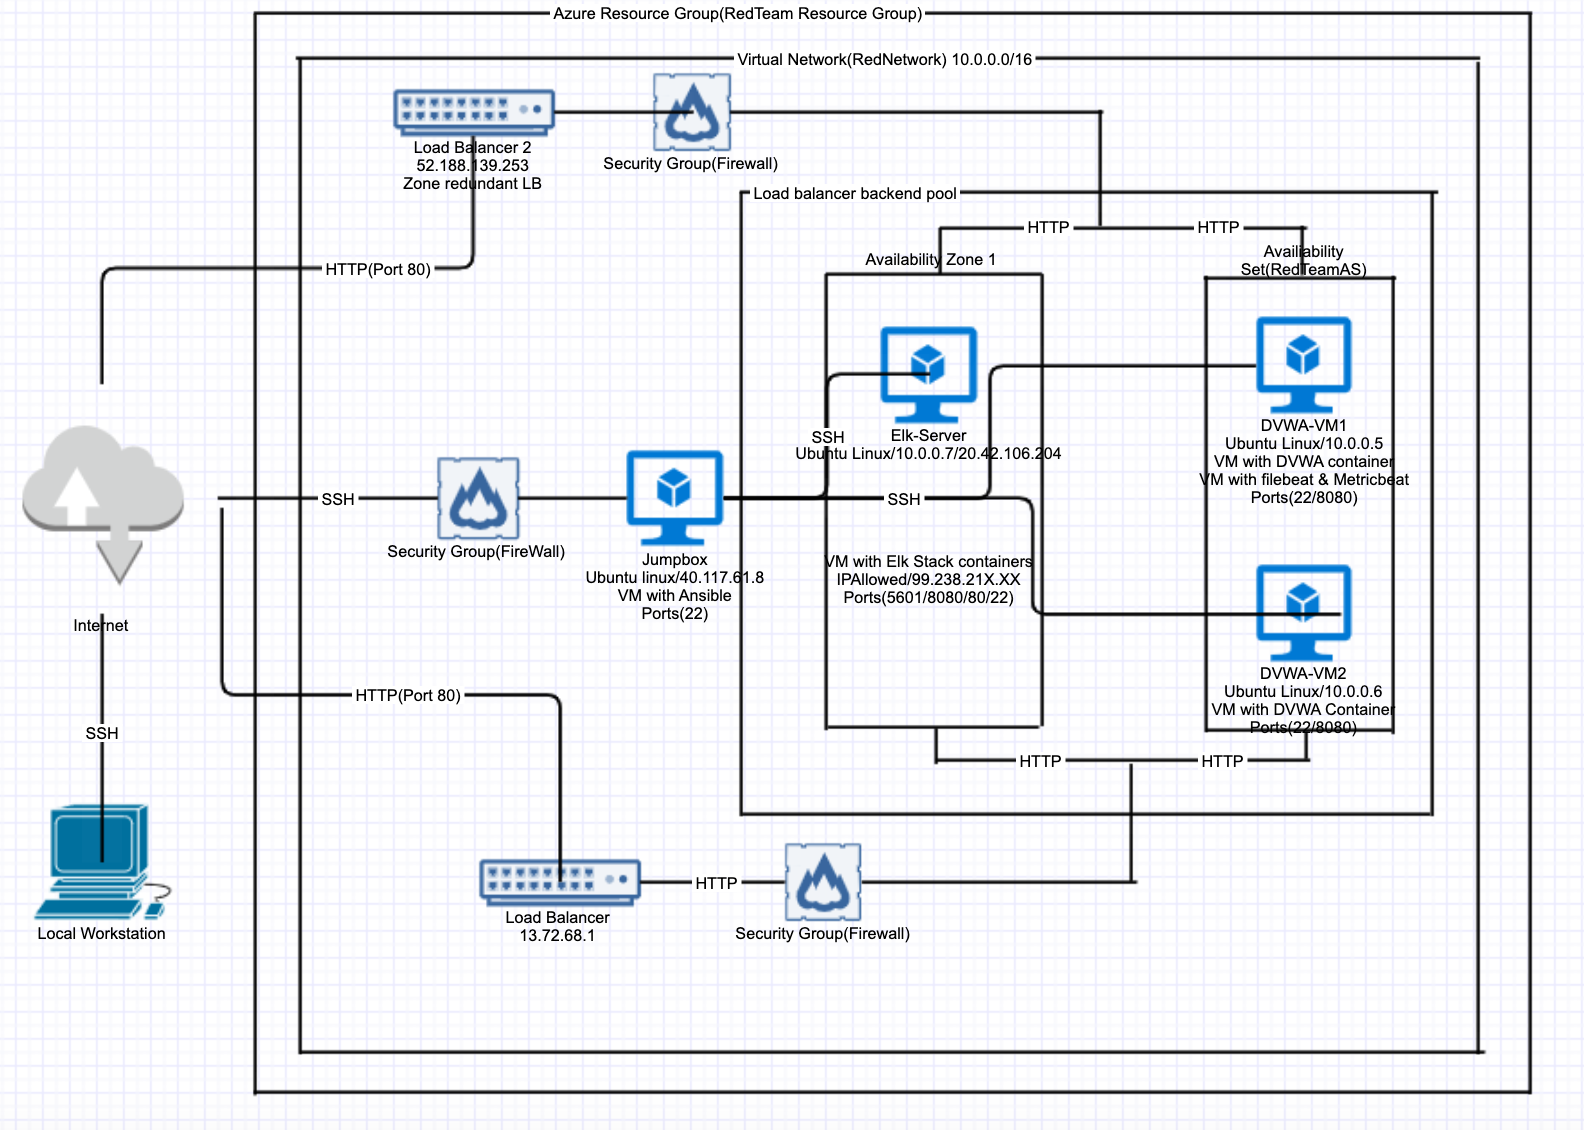 Azure Resource Group(RedTeam Resource Group)
Virtual Network(RedNetwork) 10.0.0.0/16
Load Balancer 2
52.188.139.253
Zone redundant LB
Security Group(Firewall)
Load balancer backend pool
HTTP
HTTP
Availability Zone 1
Availiability
Set(RedTeamAS)
HTTP(Port 80)
SSH
Elk-Server
Ubuntu Linux/10.0.0.7/20.42.106.204
DVWA-VM1
Ubuntu Linux/10.0.0.5
VM with DVWA container
VM with filebeat & Metricbeat
Ports(22/8080)
SSH
SSH
Security Group(FireWall)
Jumpbox
Ubuntu linux/40.117.61.8
VM with Ansible
Ports(22)
VM with Elk Stack containers
IPAllowed/99.238.21X.XX
Ports(5601/8080/80/22)
Internet
DVWA-VM2
Ubuntu Linux/10.0.0.6
VM with DVWA Container
Ports(22/8080)
HTTP(Port 80)
SSH
HTTP
HTTP
Local Workstation
HTTP
Load Balancer
13.72.68.1
Security Group(Firewall)